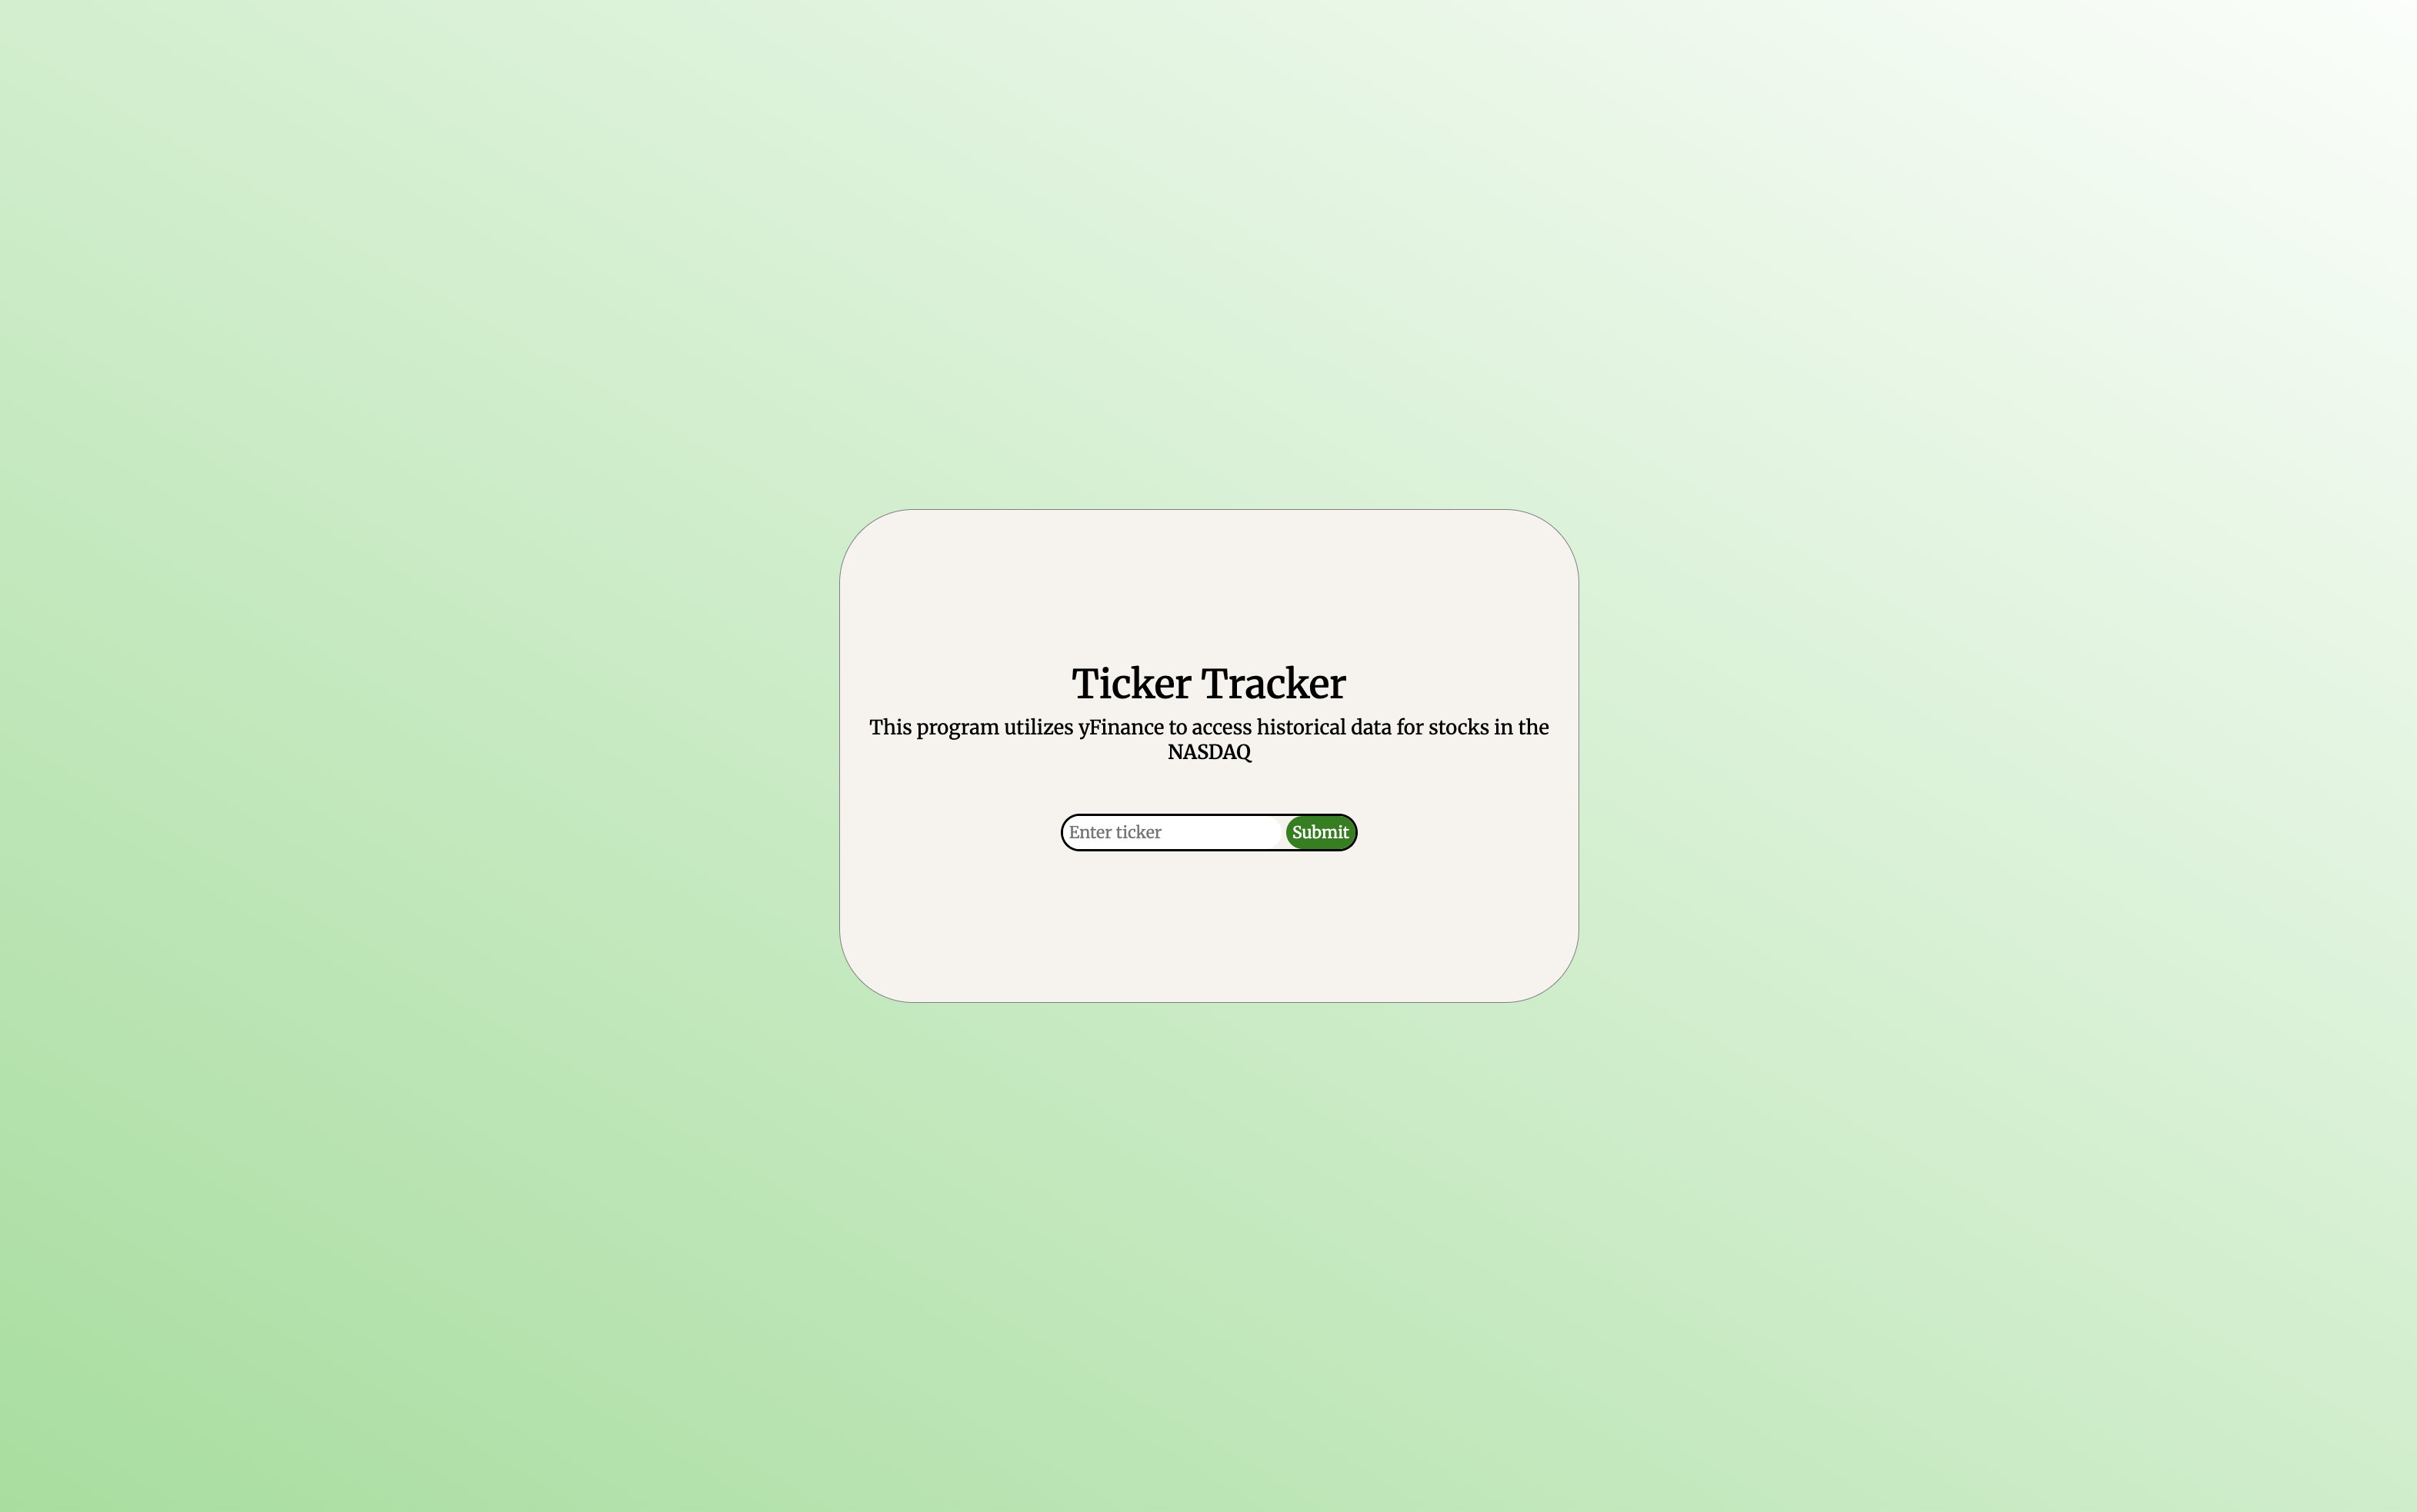 Ticker Tracker
This program utilizes yFinance to access historical data for stocks in the
NASDAQ
Enter ticker Submit